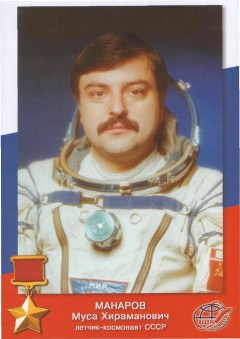 МАНАРОВ
Муса Хираманович
летчик-космонавт СССР